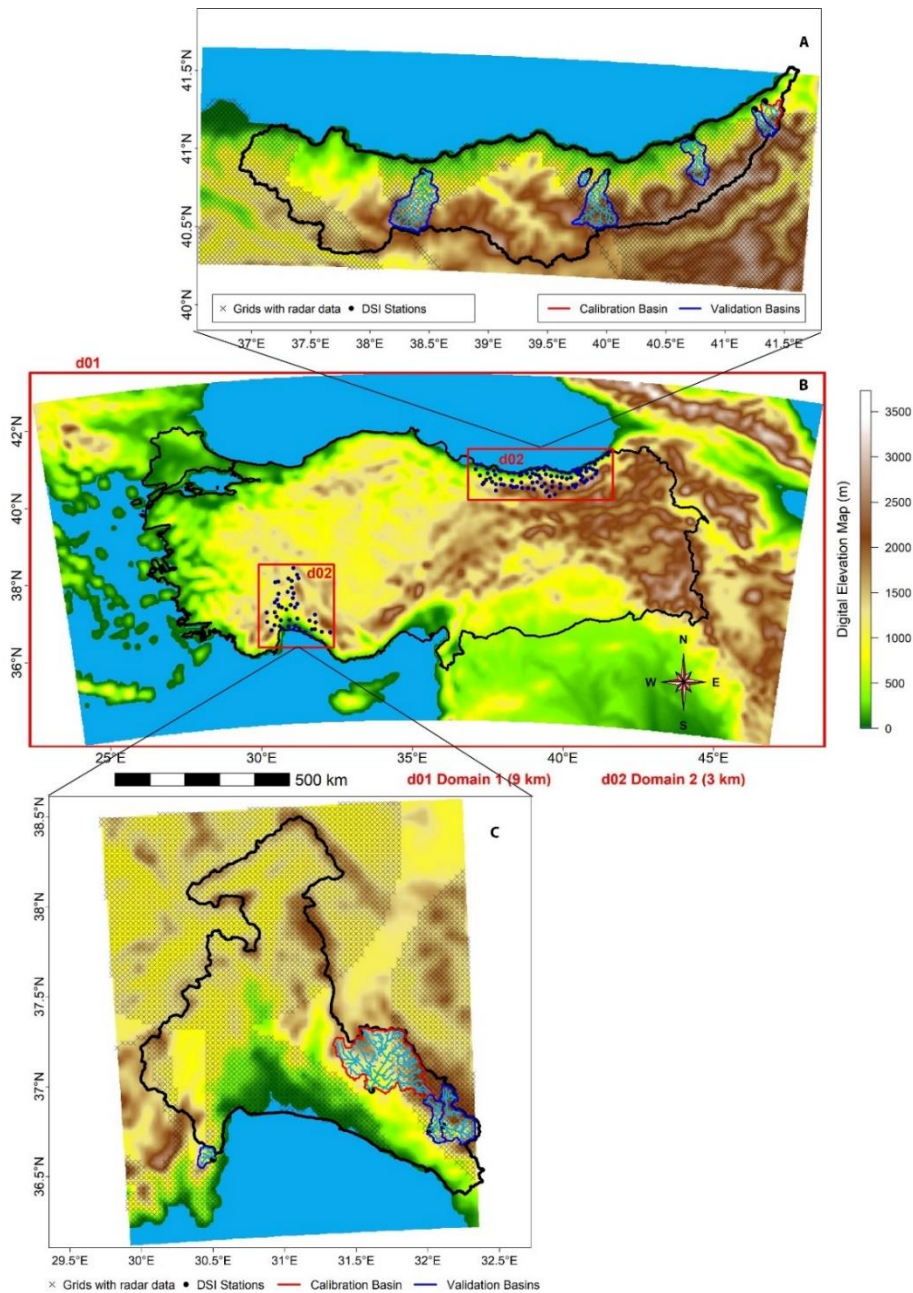 A
41.5°N
41°N
40.5°N
40°N
× Grids with radar data • DSI Stations
Calibration Basin Validation Basins
37°E 37.5°E 38°E 38.5°E 39°E 39.5°E 40°E 40.5°E 41°E 41.5°E
d01
B
42°N
40°N
38°N
36°N
d02
d02
N
W E
S
3500
3000
2500
2000
1500
1000
500
0
Digital Elevation Map (m)
25°E 30°E 35°E 40°E 45°E
500 km d01 Domain 1 (9 km) d02 Domain 2 (3 km)
C
38.5°N
38°N
37.5°N
37°N
36.5°N
29.5°E 30°E 30.5°E 31°E 31.5°E 32°E 32.5°E
× Grids with radar data • DSI Stations Calibration Basin Validation Basins